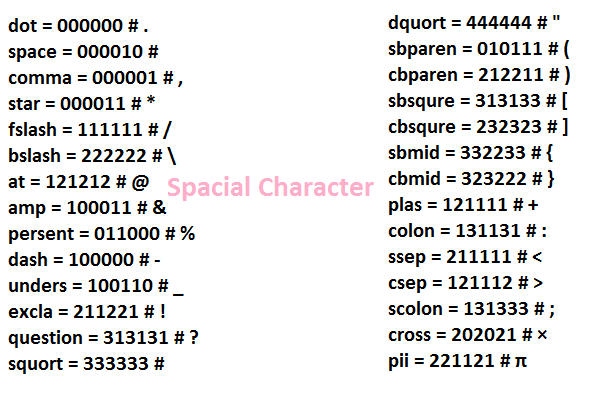 dot = 000000 # .
space = 000010 #
comma = 000001 # ,
star = 000011 # *
fslash = 111111 # /
bslash = 222222 # \
at = 121212 # @
amp = 100011 # &
persent = 011000 # %
dash = 100000 # -
unders = 100110 # _
excla = 211221 # !
question = 313131 # ?
squort = 333333 #
Spacial Character
dquort = 444444 # "
sbparen = 010111 # (
cbparen = 212211 # )
sbsqure = 313133 # [
cbsqure = 232323 # ]
sbmid = 332233 # {
cbmid = 323222 # }
plas = 121111 # +
colon = 131131 # :
ssep = 211111 # <
csep = 121112 # >
scolon = 131333 # ;
cross = 202021 # ×
pii = 221121 # π